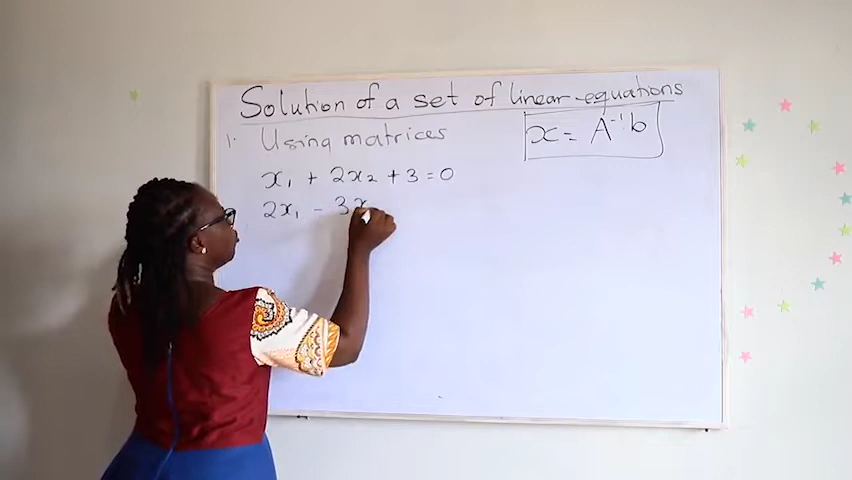 Solution of a set of linear equations
1. Using matrices
x = A⁻¹b
x₁ + 2x₂ + 3 = 0
2x₁ - 3x